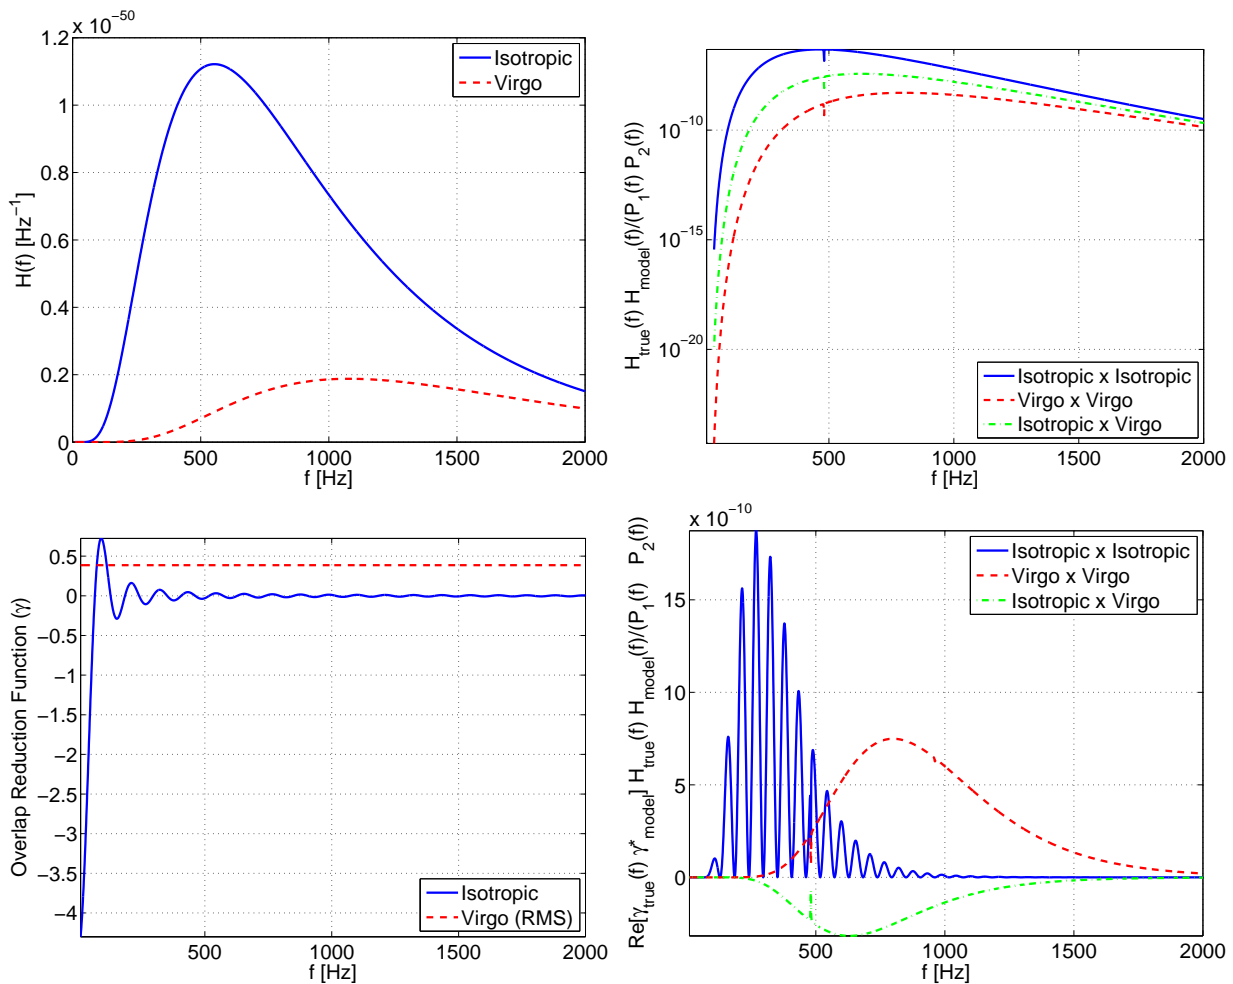 x 10⁻⁵⁰
H(f) [Hz⁻¹]
1.2
1
0.8
0.6
0.4
0.2
0
0
500
1000
1500
2000
f [Hz]
Isotropic
Virgo
H_true(f) H_model(f)/(P_1(f) P_2(f))
10⁻¹⁰
10⁻¹⁵
10⁻²⁰
500
1000
1500
2000
f [Hz]
Isotropic x Isotropic
Virgo x Virgo
Isotropic x Virgo
Overlap Reduction Function (γ)
0.5
0
−0.5
−1
−1.5
−2
−2.5
−3
−3.5
−4
500
1000
1500
2000
f [Hz]
Isotropic
Virgo (RMS)
x 10⁻¹⁰
Re[γ_true(f) γ*_model] H_true(f) H_model(f)/(P_1(f) P_2(f))
15
10
5
0
500
1000
1500
2000
f [Hz]
Isotropic x Isotropic
Virgo x Virgo
Isotropic x Virgo